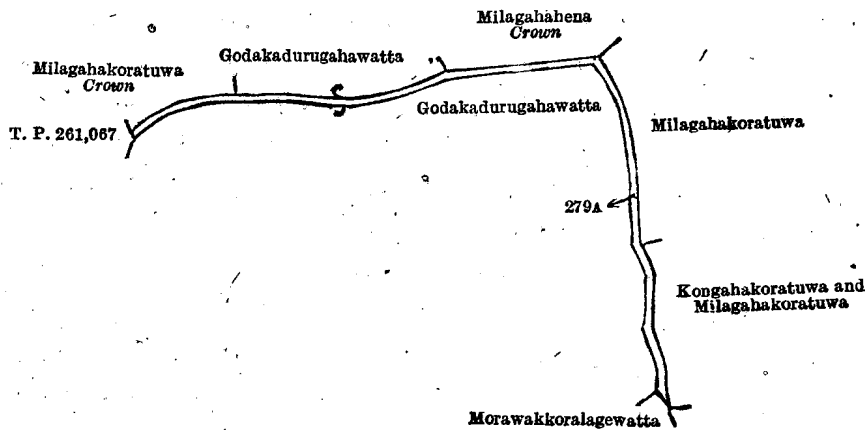 Milagahahena
Crown
Godakadurugahawatta
Milagahakoratuwa
Crown
Godakadurugahawatta
T. P. 261,067
Milagahakoratuwa
279A
Kongahakoratuwa and
Milagahakoratuwa
Morawakkoralagewatta